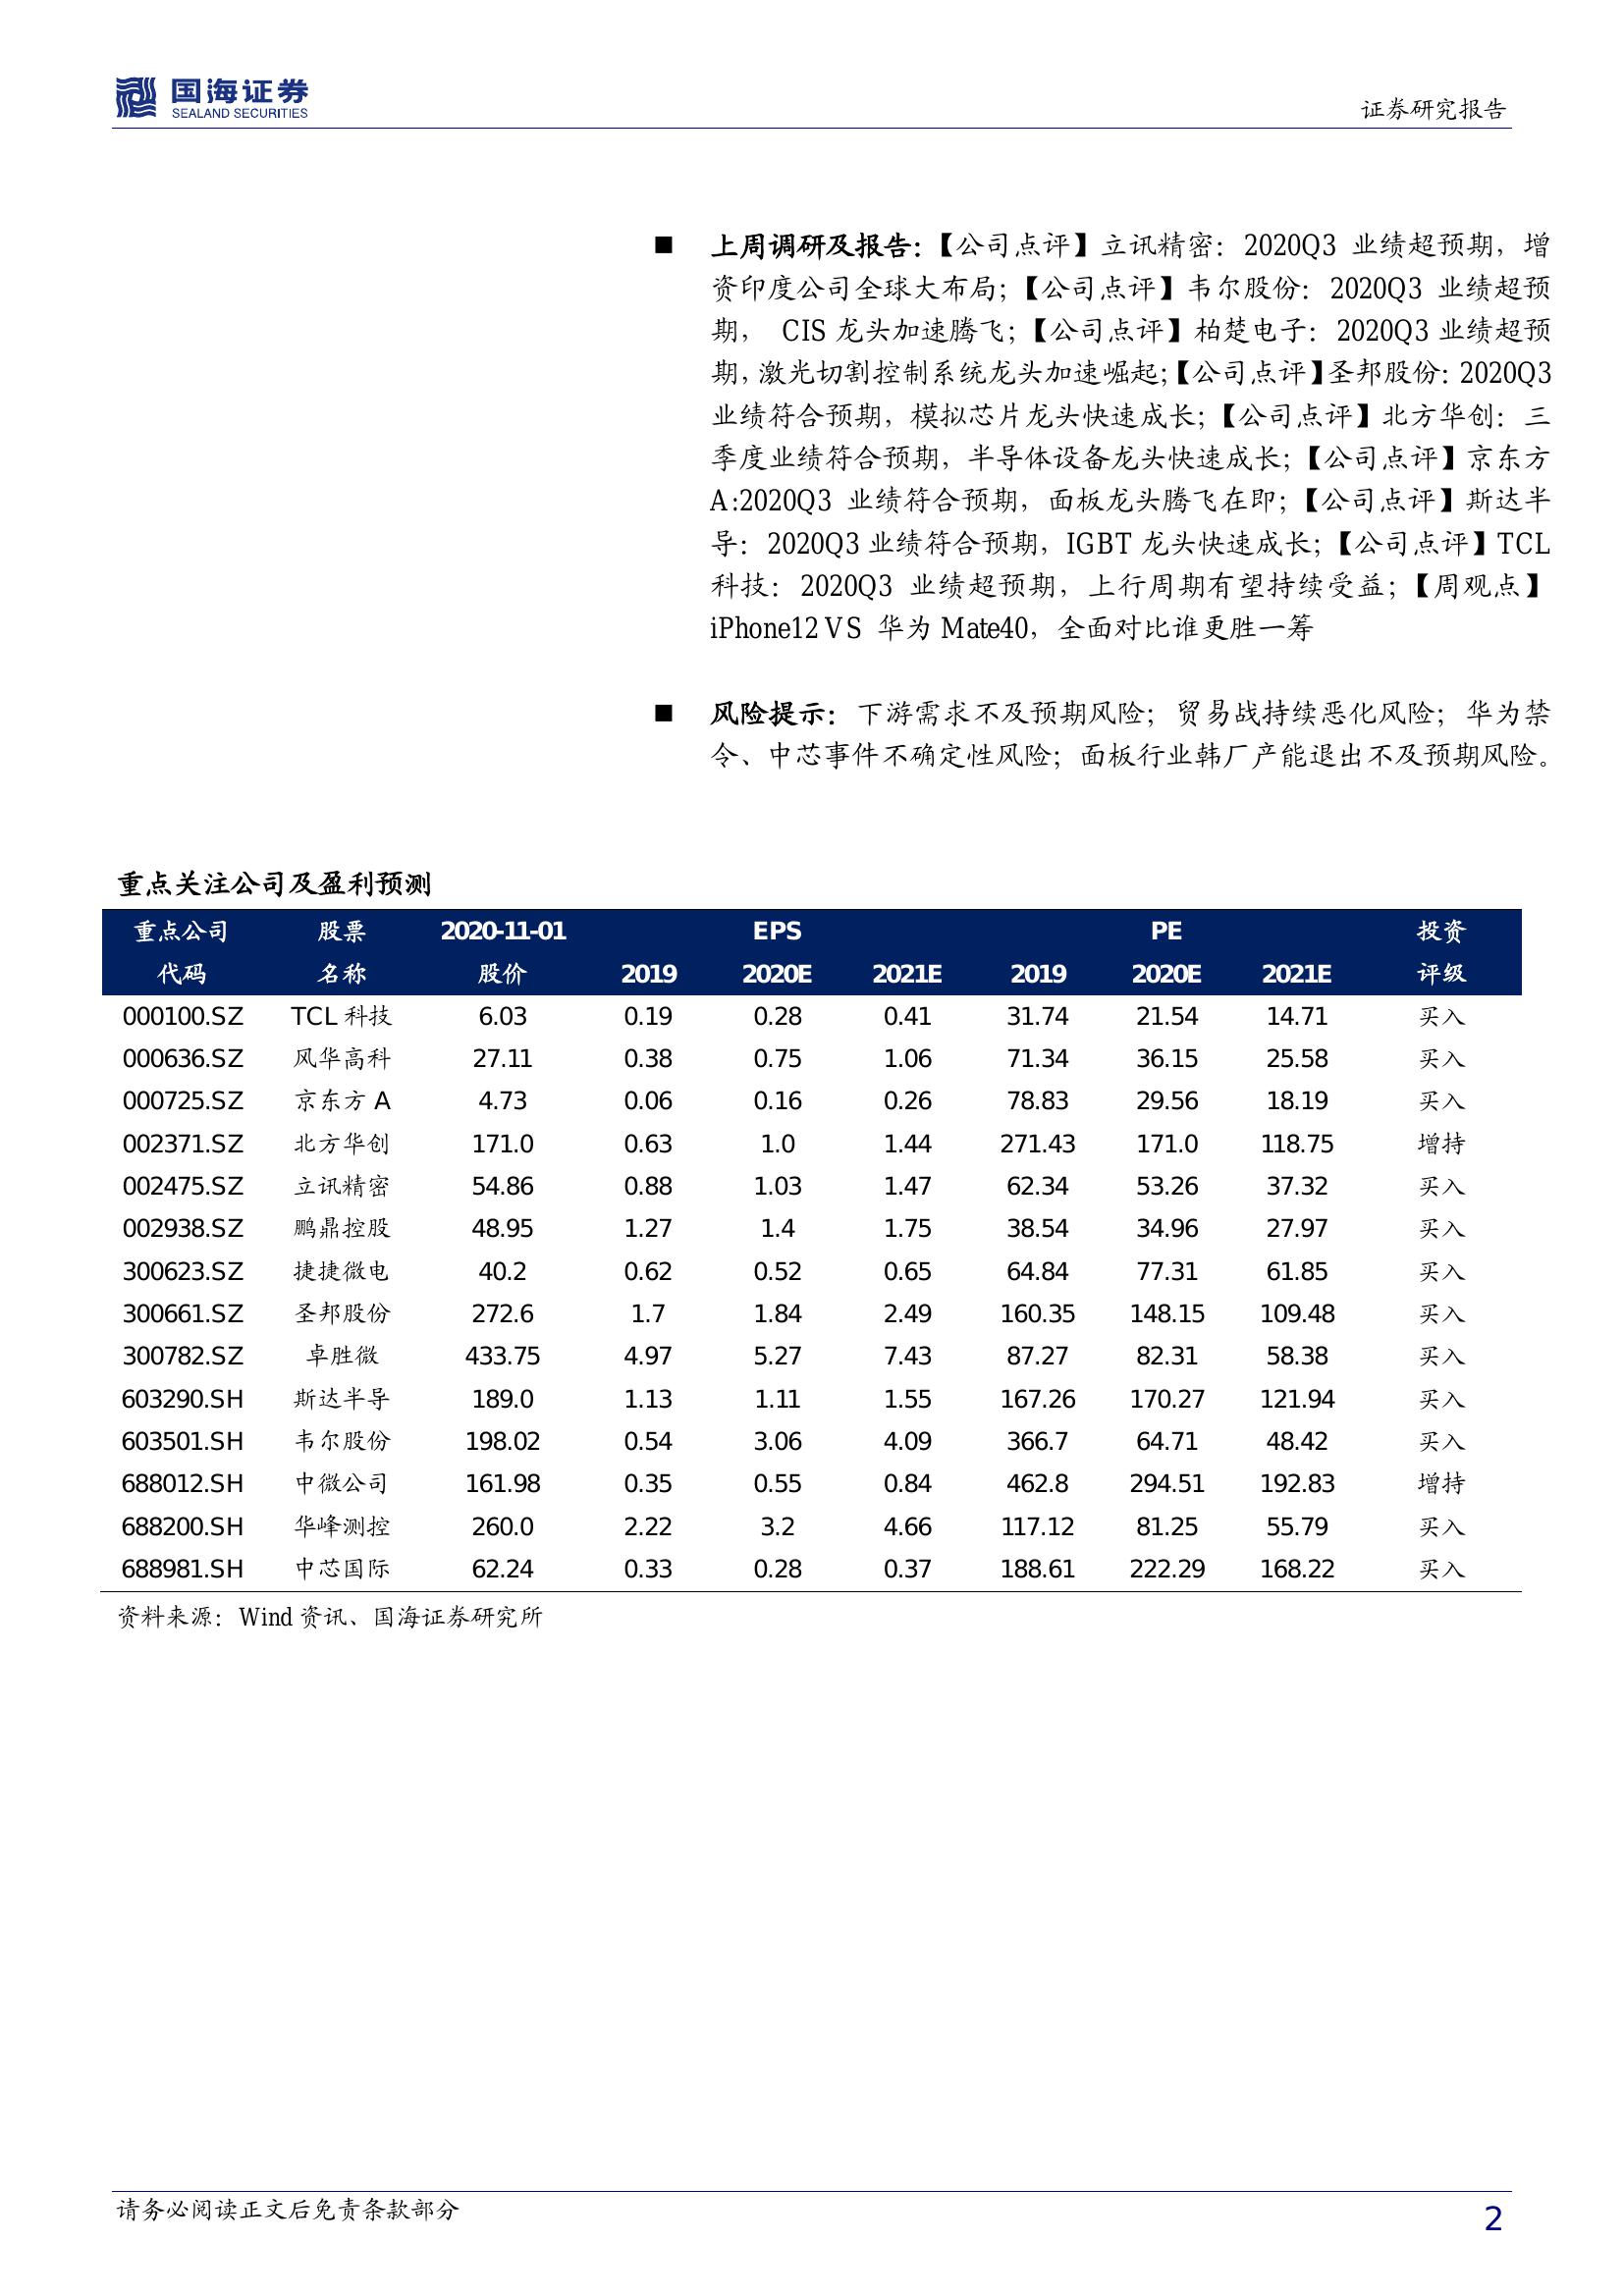 国海证券
SEALAND SECURITIES
证券研究报告
■ 上周调研及报告:【公司点评】立讯精密：2020Q3 业绩超预期，增
资印度公司全球大布局;【公司点评】韦尔股份：2020Q3 业绩超预
期， CIS 龙头加速腾飞;【公司点评】柏楚电子：2020Q3 业绩超预
期,激光切割控制系统龙头加速崛起;【公司点评】圣邦股份: 2020Q3
业绩符合预期，模拟芯片龙头快速成长;【公司点评】北方华创：三
季度业绩符合预期，半导体设备龙头快速成长;【公司点评】京东方
A:2020Q3 业绩符合预期，面板龙头腾飞在即;【公司点评】斯达半
导：2020Q3 业绩符合预期，IGBT 龙头快速成长;【公司点评】TCL
科技：2020Q3 业绩超预期，上行周期有望持续受益;【周观点】
iPhone12 VS 华为 Mate40，全面对比谁更胜一筹
■ 风险提示：下游需求不及预期风险；贸易战持续恶化风险；华为禁
令、中芯事件不确定性风险；面板行业韩厂产能退出不及预期风险。
重点关注公司及盈利预测
重点公司 股票 2020-11-01 EPS PE 投资
代码 名称 股价 2019 2020E 2021E 2019 2020E 2021E 评级
000100.SZ TCL 科技 6.03 0.19 0.28 0.41 31.74 21.54 14.71 买入
000636.SZ 风华高科 27.11 0.38 0.75 1.06 71.34 36.15 25.58 买入
000725.SZ 京东方 A 4.73 0.06 0.16 0.26 78.83 29.56 18.19 买入
002371.SZ 北方华创 171.0 0.63 1.0 1.44 271.43 171.0 118.75 增持
002475.SZ 立讯精密 54.86 0.88 1.03 1.47 62.34 53.26 37.32 买入
002938.SZ 鹏鼎控股 48.95 1.27 1.4 1.75 38.54 34.96 27.97 买入
300623.SZ 捷捷微电 40.2 0.62 0.52 0.65 64.84 77.31 61.85 买入
300661.SZ 圣邦股份 272.6 1.7 1.84 2.49 160.35 148.15 109.48 买入
300782.SZ 卓胜微 433.75 4.97 5.27 7.43 87.27 82.31 58.38 买入
603290.SH 斯达半导 189.0 1.13 1.11 1.55 167.26 170.27 121.94 买入
603501.SH 韦尔股份 198.02 0.54 3.06 4.09 366.7 64.71 48.42 买入
688012.SH 中微公司 161.98 0.35 0.55 0.84 462.8 294.51 192.83 增持
688200.SH 华峰测控 260.0 2.22 3.2 4.66 117.12 81.25 55.79 买入
688981.SH 中芯国际 62.24 0.33 0.28 0.37 188.61 222.29 168.22 买入
资料来源：Wind 资讯、国海证券研究所
请务必阅读正文后免责条款部分
2